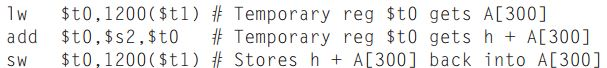 lw $t0,1200($t1) # Temporary reg $t0 gets A[300]
add $t0,$s2,$t0 # Temporary reg $t0 gets h + A[300]
sw $t0,1200($t1) # Stores h + A[300] back into A[300]